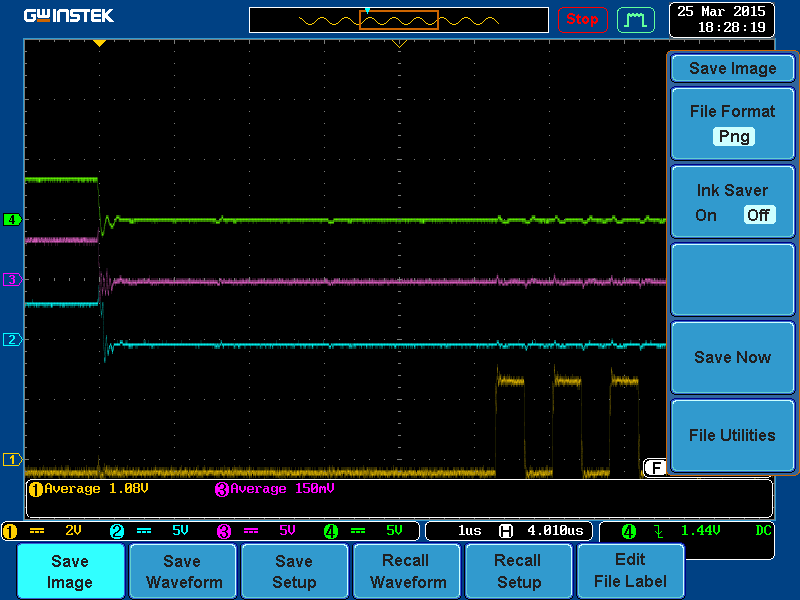 GWINSTEK
Stop
25 Mar 2015
18:28:19
Save Image
File Format
Png
Ink Saver
On Off
Save Now
File Utilities
4
3
2
1
F
1 Average 1.08V
3 Average 150mV
1 2V 2 5V 3 5V 4 5V
1us H 4.010us
4 1.44V DC
Save
Image
Save
Waveform
Save
Setup
Recall
Waveform
Recall
Setup
Edit
File Label